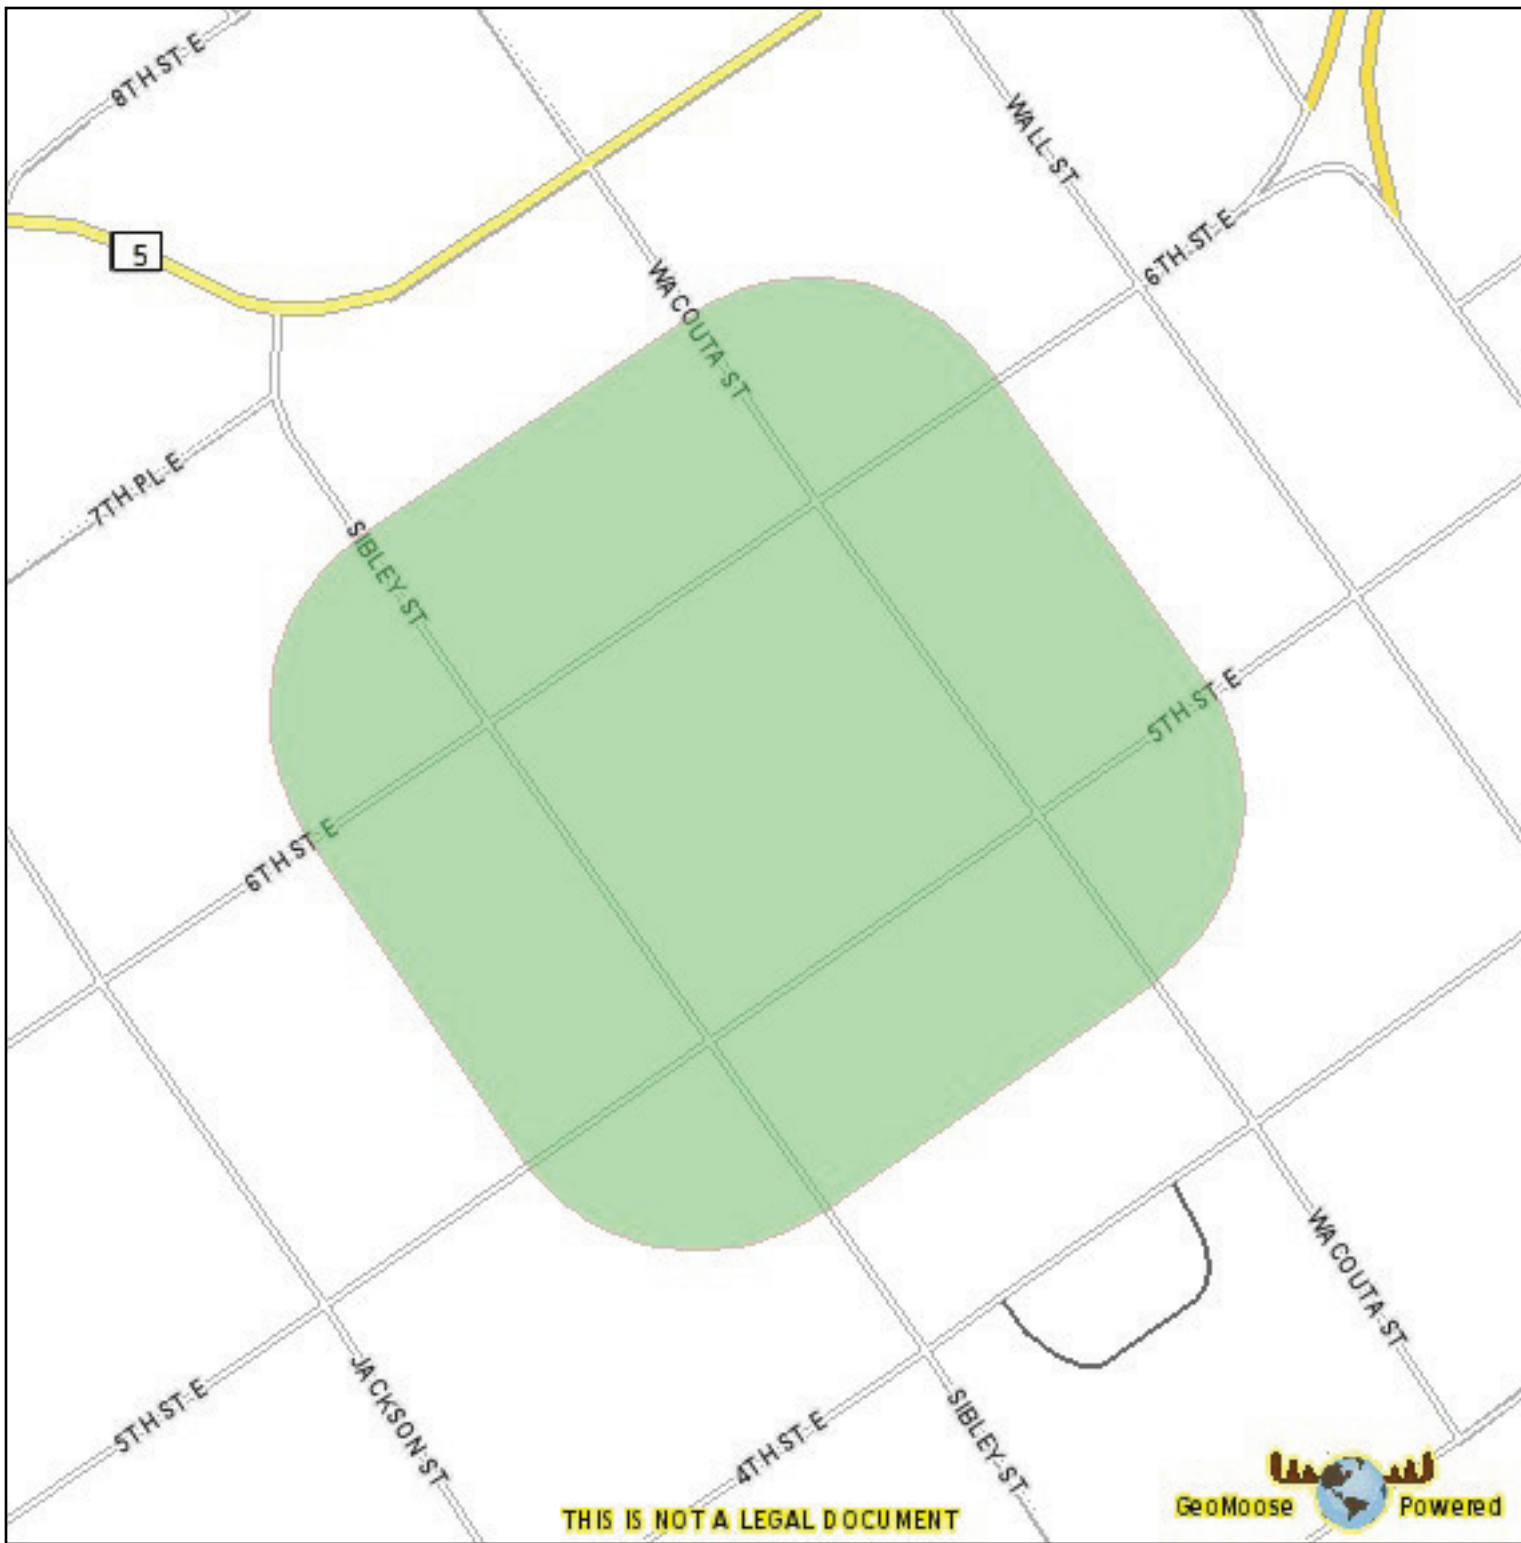 8TH ST E
WALL ST
5
6TH ST E
WACOUTA ST
7TH PL E
SIBLEY ST
5TH ST E
6TH ST E
WACOUTA ST
JACKSON ST
5TH ST E
4TH ST E
SIBLEY ST
GeoMoose Powered
THIS IS NOT A LEGAL DOCUMENT